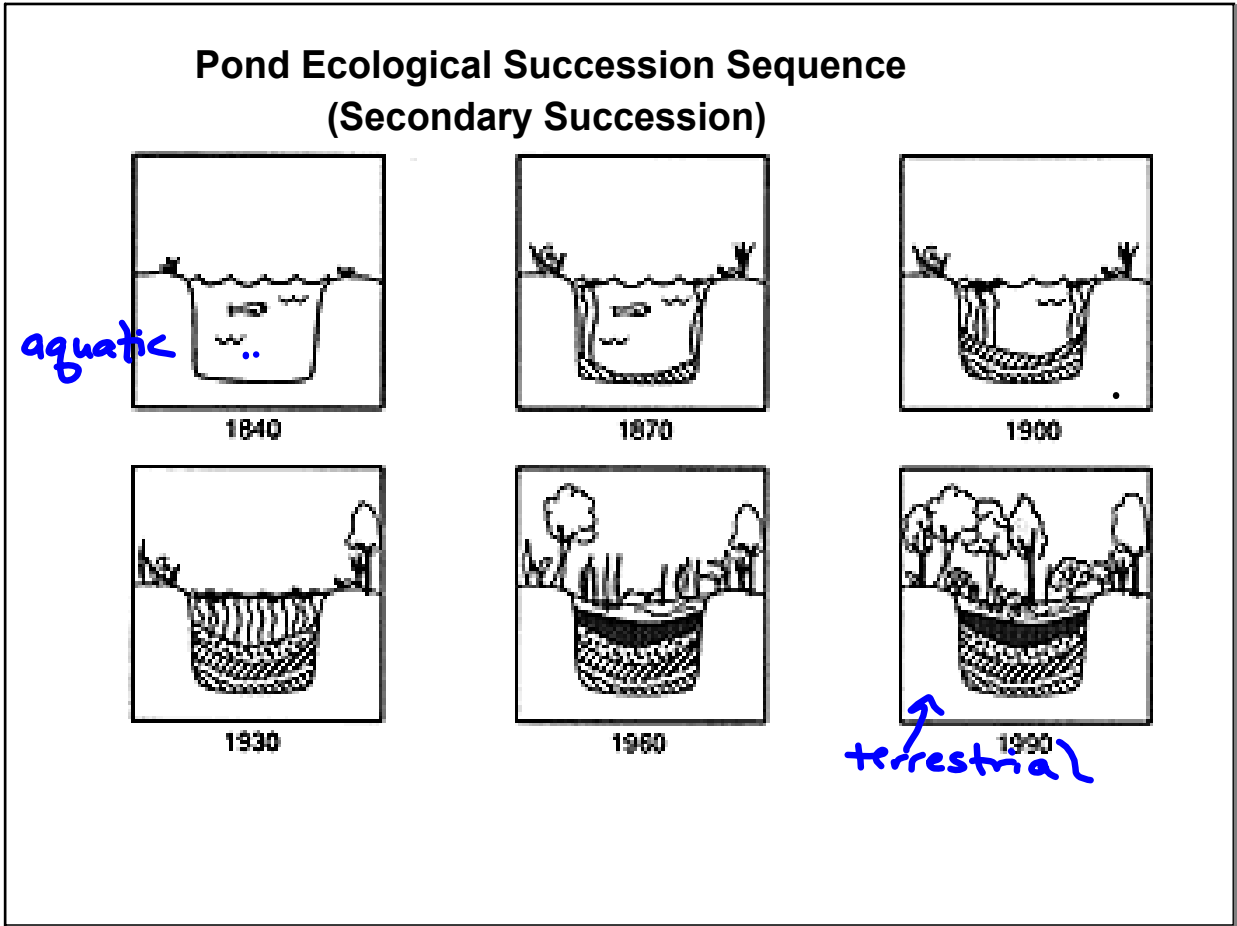 Pond Ecological Succession Sequence
(Secondary Succession)
aquatic
1840
1870
1900
1930
1960
1990
terrestrial